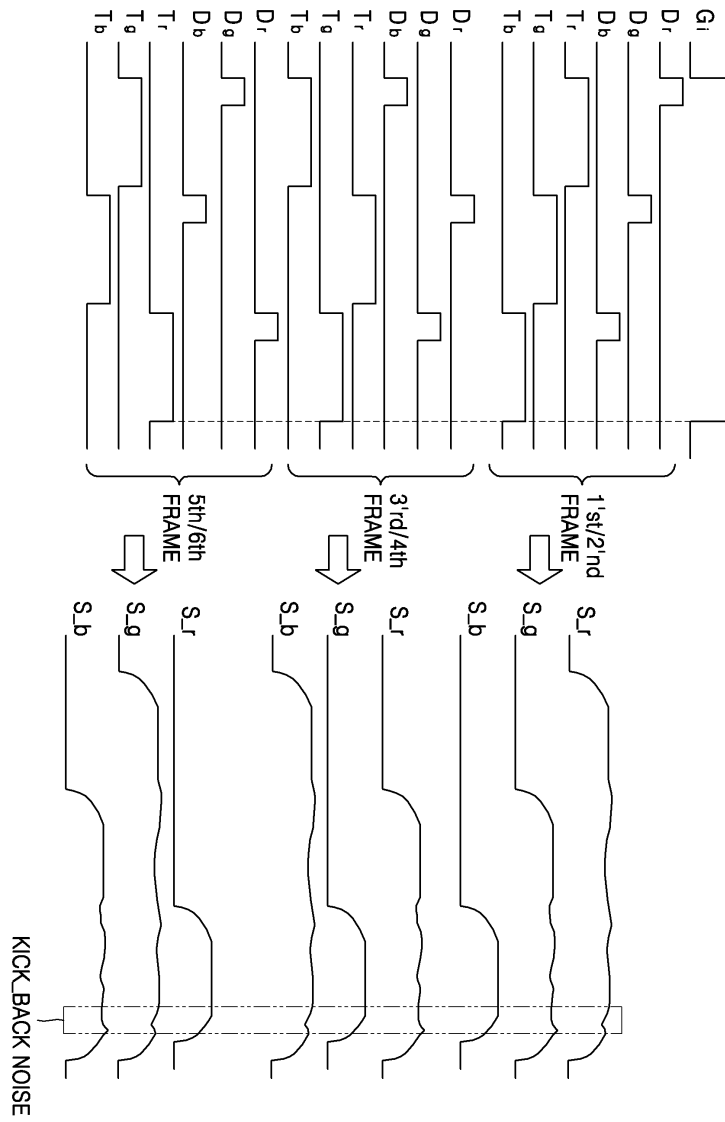 Gi
Dr
Dg
Db
Tr
Tg
Tb
1'st/2'nd
FRAME
S_r
S_g
S_b
Dr
Dg
Db
Tr
Tg
Tb
3'rd/4th
FRAME
S_r
S_g
S_b
Dr
Dg
Db
Tr
Tg
Tb
5th/6th
FRAME
S_r
S_g
S_b
KICK_BACK NOISE